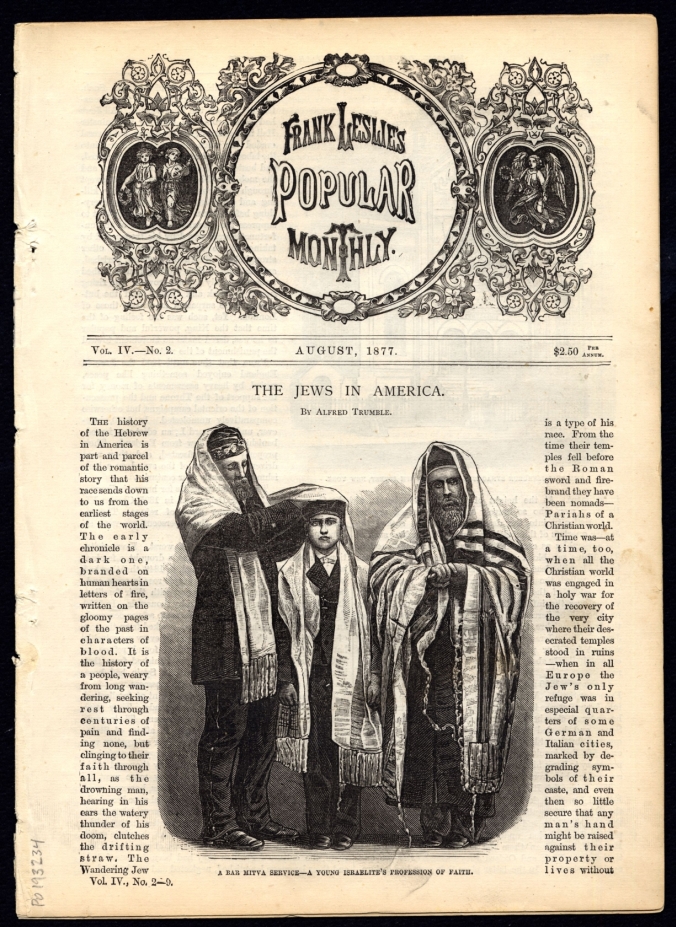 FRANK LESLIE'S
POPULAR
MONTHLY.
VOL. IV.—No. 2.
AUGUST, 1877.
$2.50 PER ANNUM.
THE JEWS IN AMERICA.
BY ALFRED TRUMBLE.
THE history
of the Hebrew
in America is
part and parcel
of the romantic
story that his
race sends down
to us from the
earliest stages
of the world.
The early
chronicle is a
dark one,
branded on
human hearts in
letters of fire,
written on the
gloomy pages
of the past in
characters of
blood. It is
the history of
a people, weary
from long wan-
dering, seeking
rest through
centuries of
pain and find-
ing none, but
clinging to their
faith through
all, as the
drowning man,
hearing in his
ears the watery
thunder of his
doom, clutches
the drifting
straw. The
Wandering Jew
Vol. IV., No. 2—9.
is a type of his
race. From the
time their tem-
ples fell before
the Roman
sword and fire-
brand they have
been nomads—
Pariahs of a
Christian world.
Time was—at
a time, too,
when all the
Christian world
was engaged in
a holy war for
the recovery of
the very city
where their des-
ecrated temples
stood in ruins
—when in all
Europe the
Jew's only
refuge was in
especial quar-
ters of some
German and
Italian cities,
marked by de-
grading sym-
bols of their
caste, and even
then so little
secure that any
man's hand
might be raised
against their
property or
lives without
A BAR MITVA SERVICE—A YOUNG ISRAELITE'S PROFESSION OF FAITH.
PO 193234